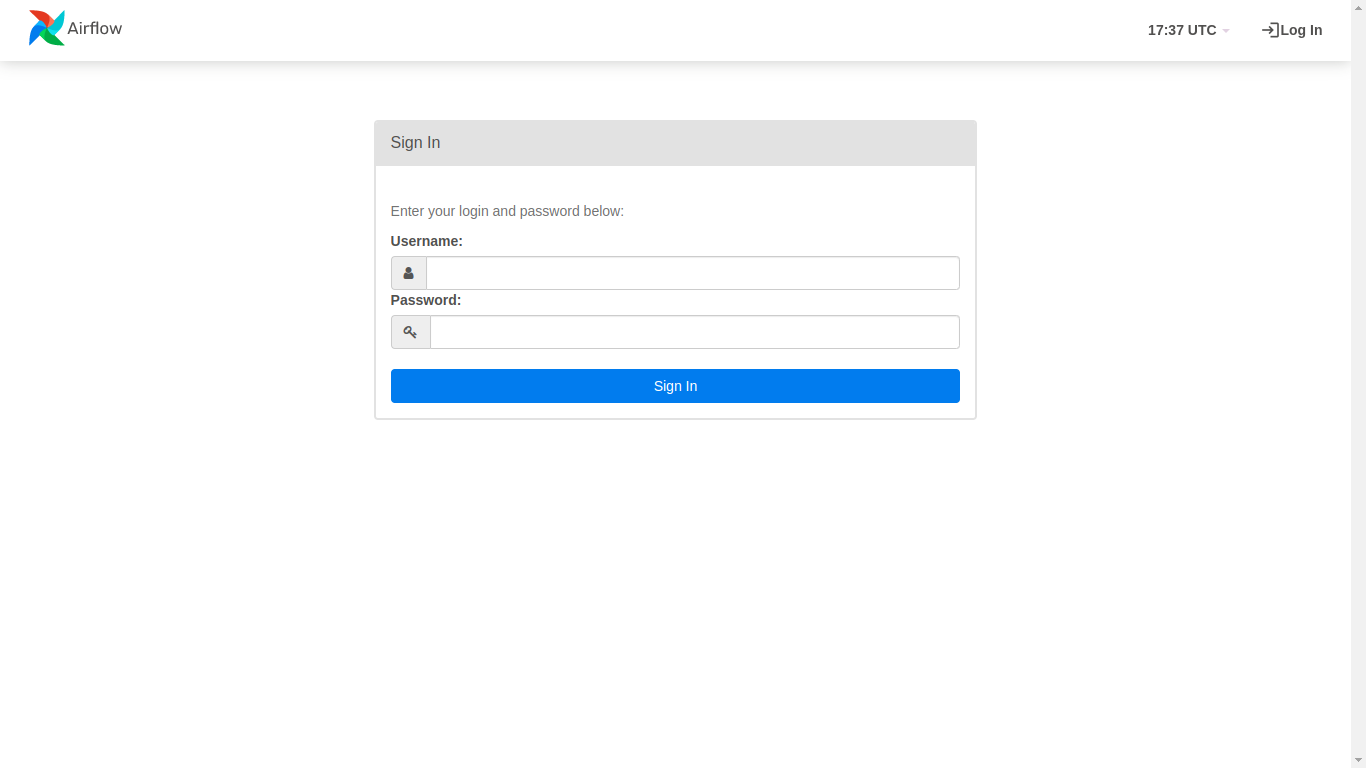 Airflow
17:37 UTC
Log In
Sign In
Enter your login and password below:
Username:
Password:
Sign In